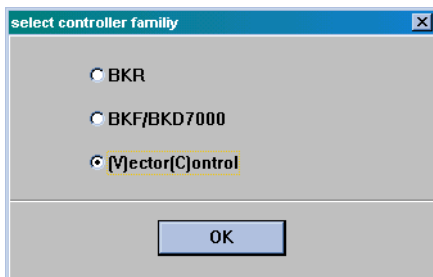 select controller familiy
BKR
BKF/BKD7000
(V)ector(C)ontrol
OK